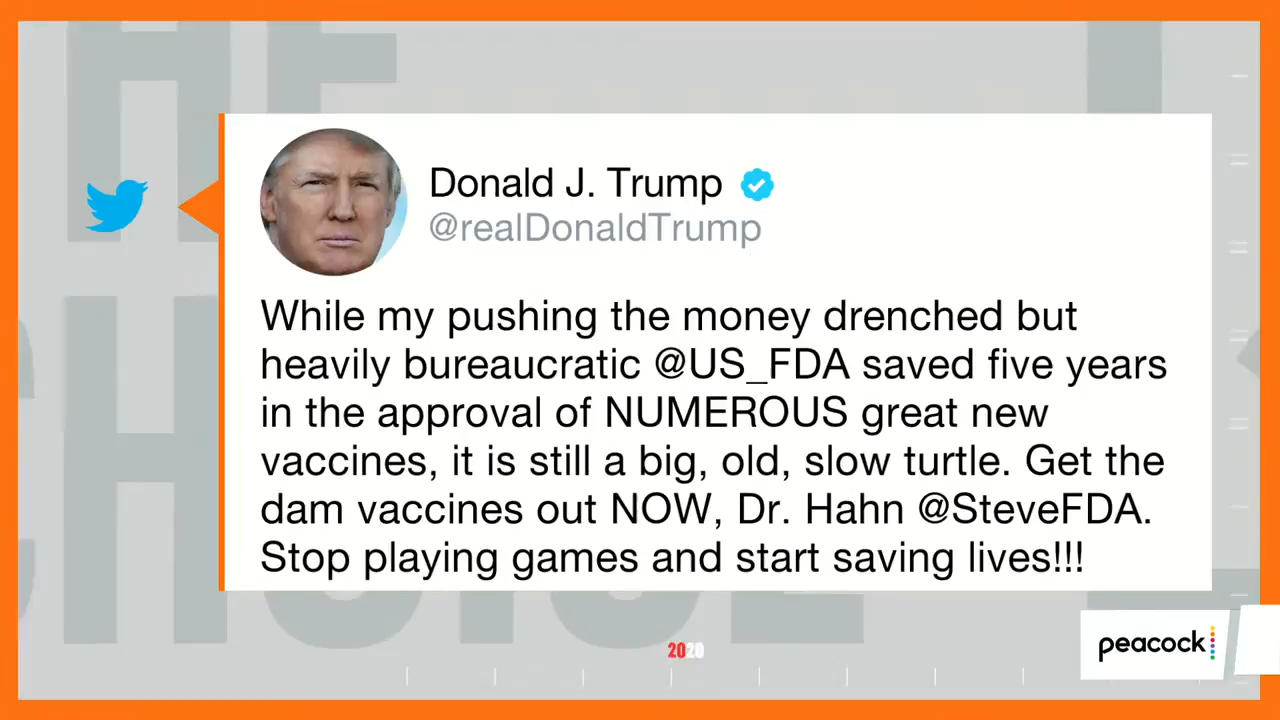 Donald J. Trump
@realDonaldTrump
While my pushing the money drenched but
heavily bureaucratic @US_FDA saved five years
in the approval of NUMEROUS great new
vaccines, it is still a big, old, slow turtle. Get the
dam vaccines out NOW, Dr. Hahn @SteveFDA.
Stop playing games and start saving lives!!!
2020
peacock